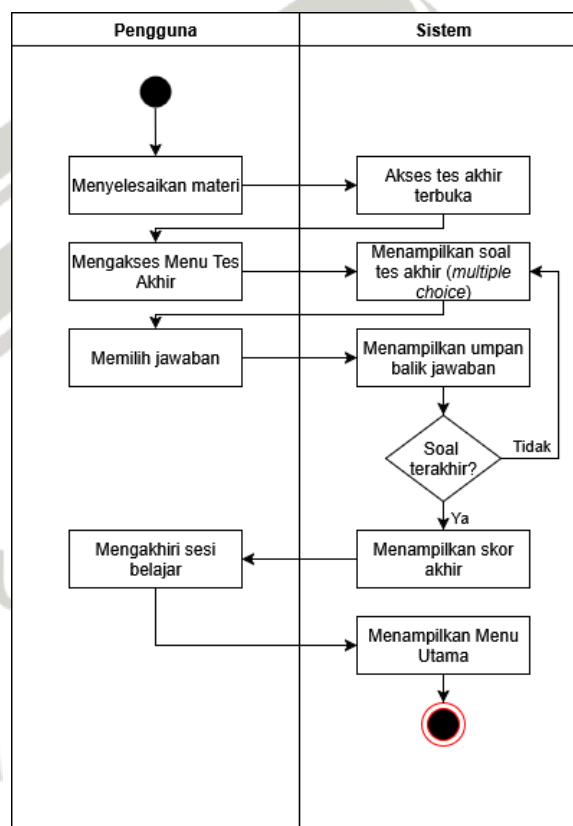 Pengguna
Sistem
Menyelesaikan materi
Akses tes akhir
terbuka
Mengakses Menu Tes
Akhir
Menampilkan soal
tes akhir (multiple
choice)
Memilih jawaban
Menampilkan umpan
balik jawaban
Soal
terakhir?
Tidak
Ya
Mengakhiri sesi
belajar
Menampilkan skor
akhir
Menampilkan Menu
Utama